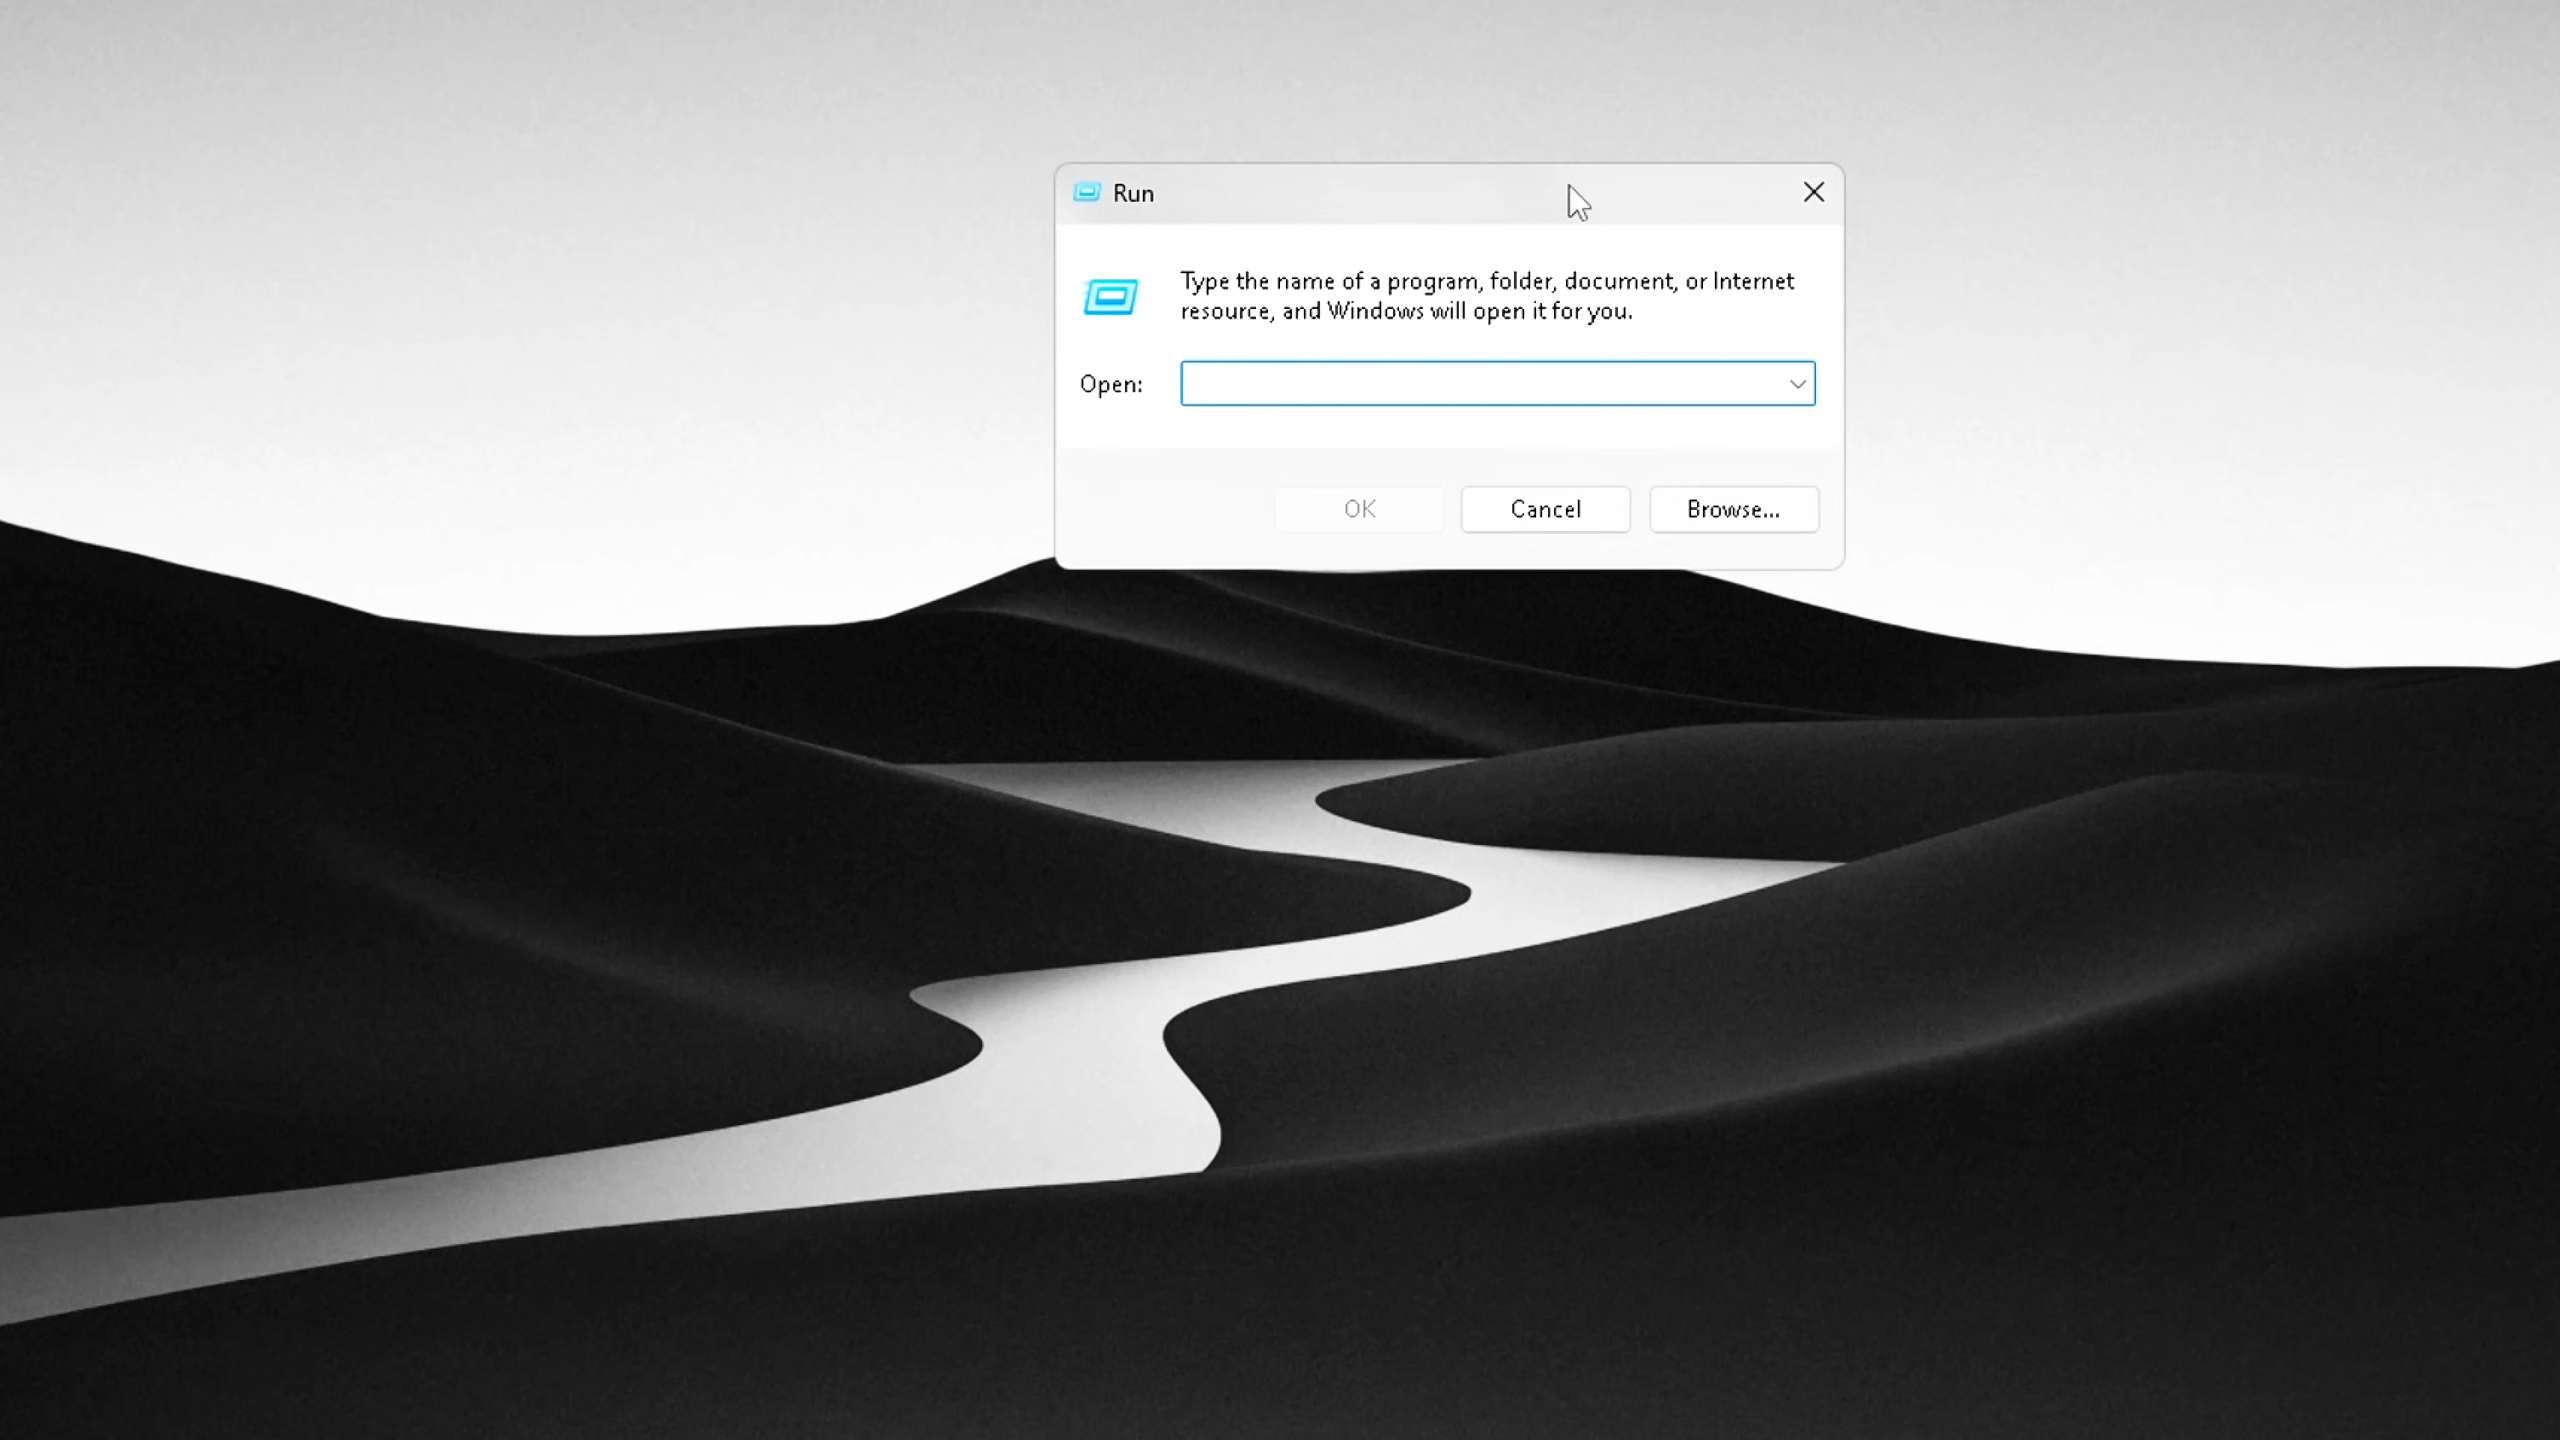 Run
Type the name of a program, folder, document, or Internet
resource, and Windows will open it for you.
Open:
OK
Cancel
Browse...